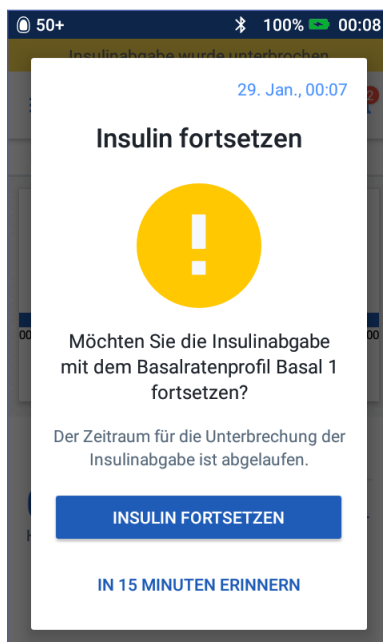 50+ 100% 00:08
Insulinabgabe wurde unterbrochen
29. Jan., 00:07
2
Insulin fortsetzen
!
Möchten Sie die Insulinabgabe
mit dem Basalratenprofil Basal 1
fortsetzen?
Der Zeitraum für die Unterbrechung der
Insulinabgabe ist abgelaufen.
INSULIN FORTSETZEN
IN 15 MINUTEN ERINNERN